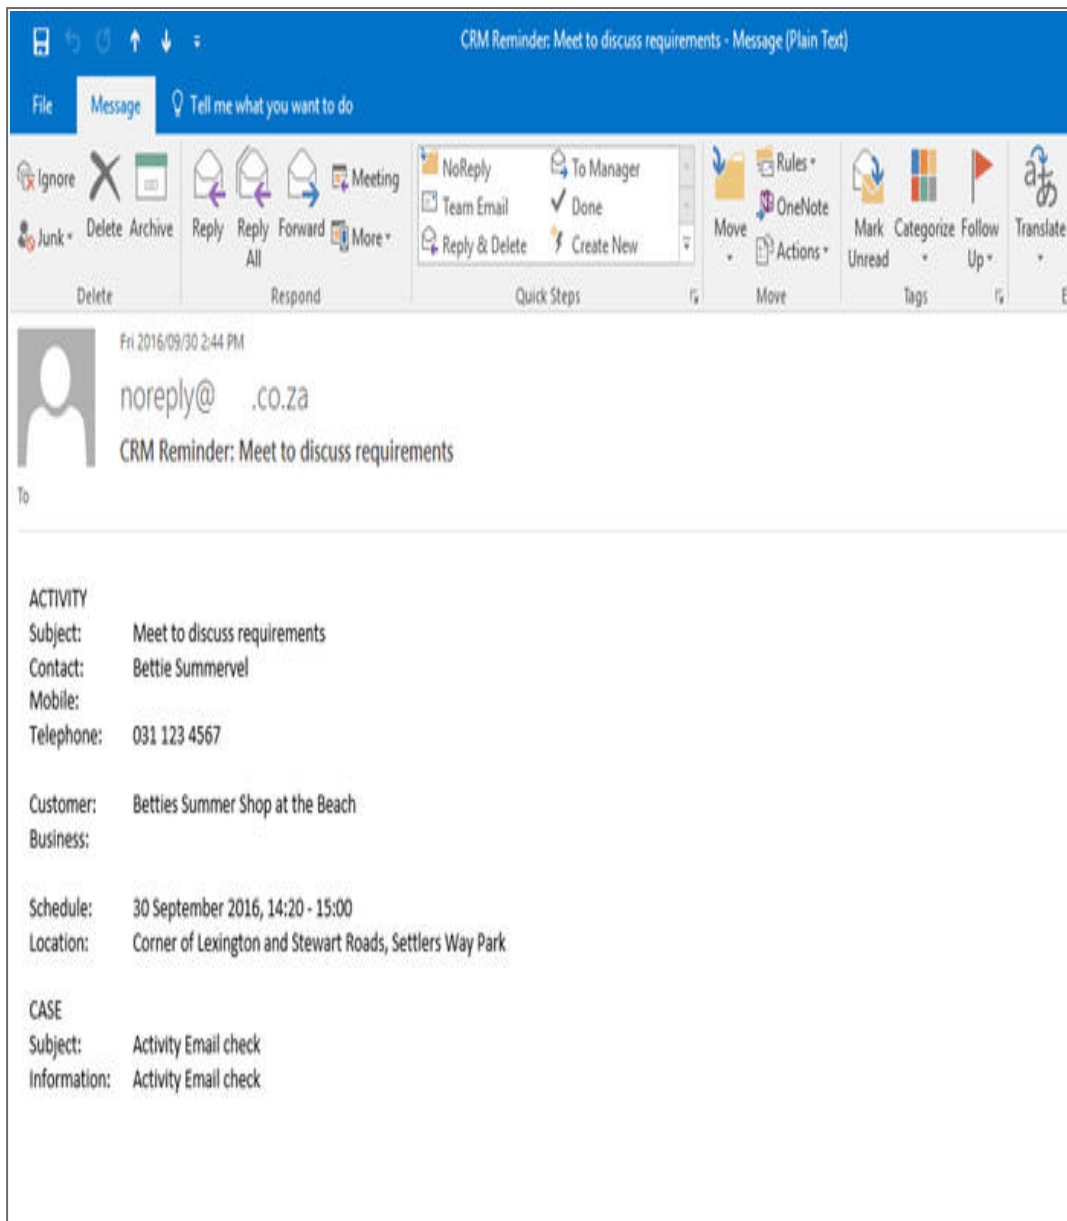 CRM Reminder: Meet to discuss requirements - Message (Plain Text)
File Message Tell me what you want to do
Ignore
Junk
Delete Archive
Reply Reply All Forward
Meeting
More
NoReply To Manager
Team Email Done
Reply & Delete Create New
Move
Rules
OneNote
Actions
Mark Unread Categorize Follow Up
Translate
Delete Respond Quick Steps Move Tags E
Fri 2016/09/30 2:44 PM
noreply@ .co.za
CRM Reminder: Meet to discuss requirements
To
ACTIVITY
Subject: Meet to discuss requirements
Contact: Bettie Summervel
Mobile:
Telephone: 031 123 4567
Customer: Betties Summer Shop at the Beach
Business:
Schedule: 30 September 2016, 14:20 - 15:00
Location: Corner of Lexington and Stewart Roads, Settlers Way Park
CASE
Subject: Activity Email check
Information: Activity Email check